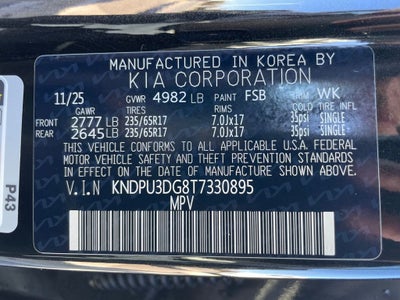 MANUFACTURED IN KOREA BY
KIA CORPORATION
11/25 GVWR 4982 LB PAINT FSB TRIM WK
GAWR TIRES RIMS
FRONT 2777 LB 235/65R17 7.0Jx17 35psi SINGLE
REAR 2645 LB 235/65R17 7.0Jx17 35psi SINGLE
THIS VEHICLE CONFORMS TO ALL APPLICABLE U.S.A. FEDERAL
MOTOR VEHICLE SAFETY AND THEFT PREVENTION STANDARDS IN
EFFECT ON THE DATE OF MANUFACTURE SHOWN ABOVE.
V.I.N KNDPU3DG8T7330895
MPV
P43